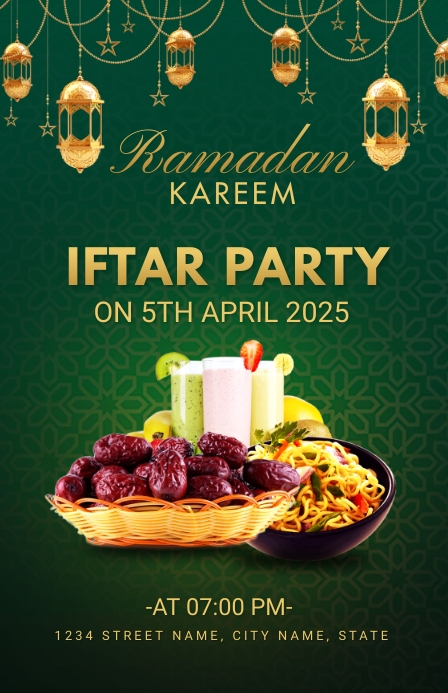 Ramadan
KAREEM
IFTAR PARTY
ON 5TH APRIL 2025
-AT 07:00 PM-
1234 STREET NAME, CITY NAME, STATE